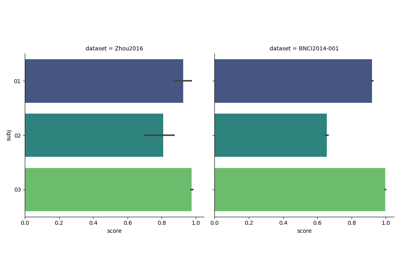 dataset = Zhou2016
dataset = BNCI2014-001
subj
01
02
03
0.0 0.2 0.4 0.6 0.8 1.0
0.0 0.2 0.4 0.6 0.8 1.0
score
score